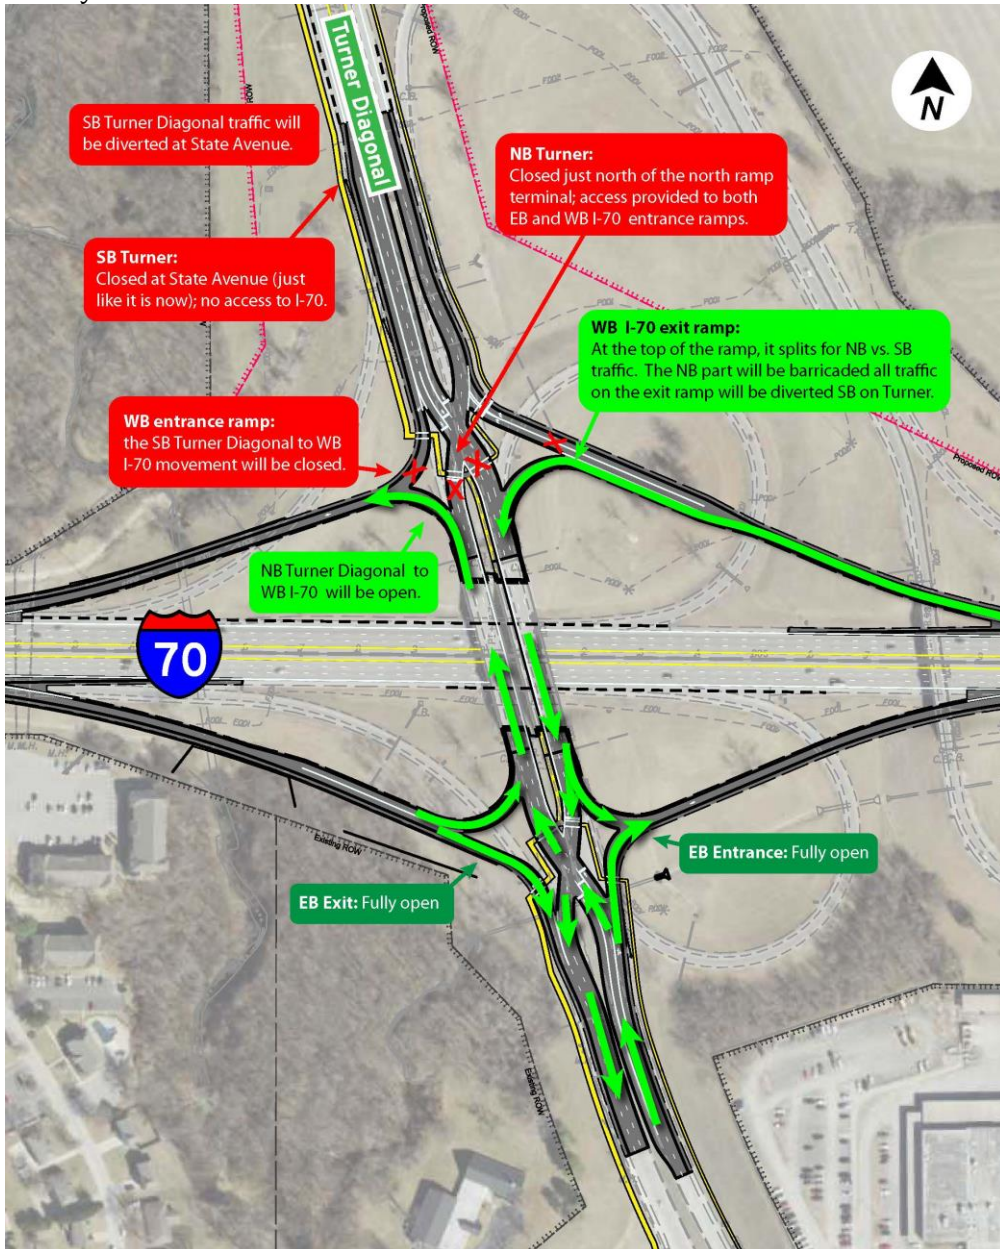 Turner Diagonal
N
SB Turner Diagonal traffic will
be diverted at State Avenue.
NB Turner:
Closed just north of the north ramp
terminal; access provided to both
EB and WB I-70 entrance ramps.
SB Turner:
Closed at State Avenue (just
like it is now); no access to I-70.
WB I-70 exit ramp:
At the top of the ramp, it splits for NB vs. SB
traffic. The NB part will be barricaded all traffic
on the exit ramp will be diverted SB on Turner.
WB entrance ramp:
the SB Turner Diagonal to WB
I-70 movement will be closed.
Proposed ROW
NB Turner Diagonal to
WB I-70 will be open.
70
Existing ROW
EB Entrance: Fully open
EB Exit: Fully open
Existing ROW